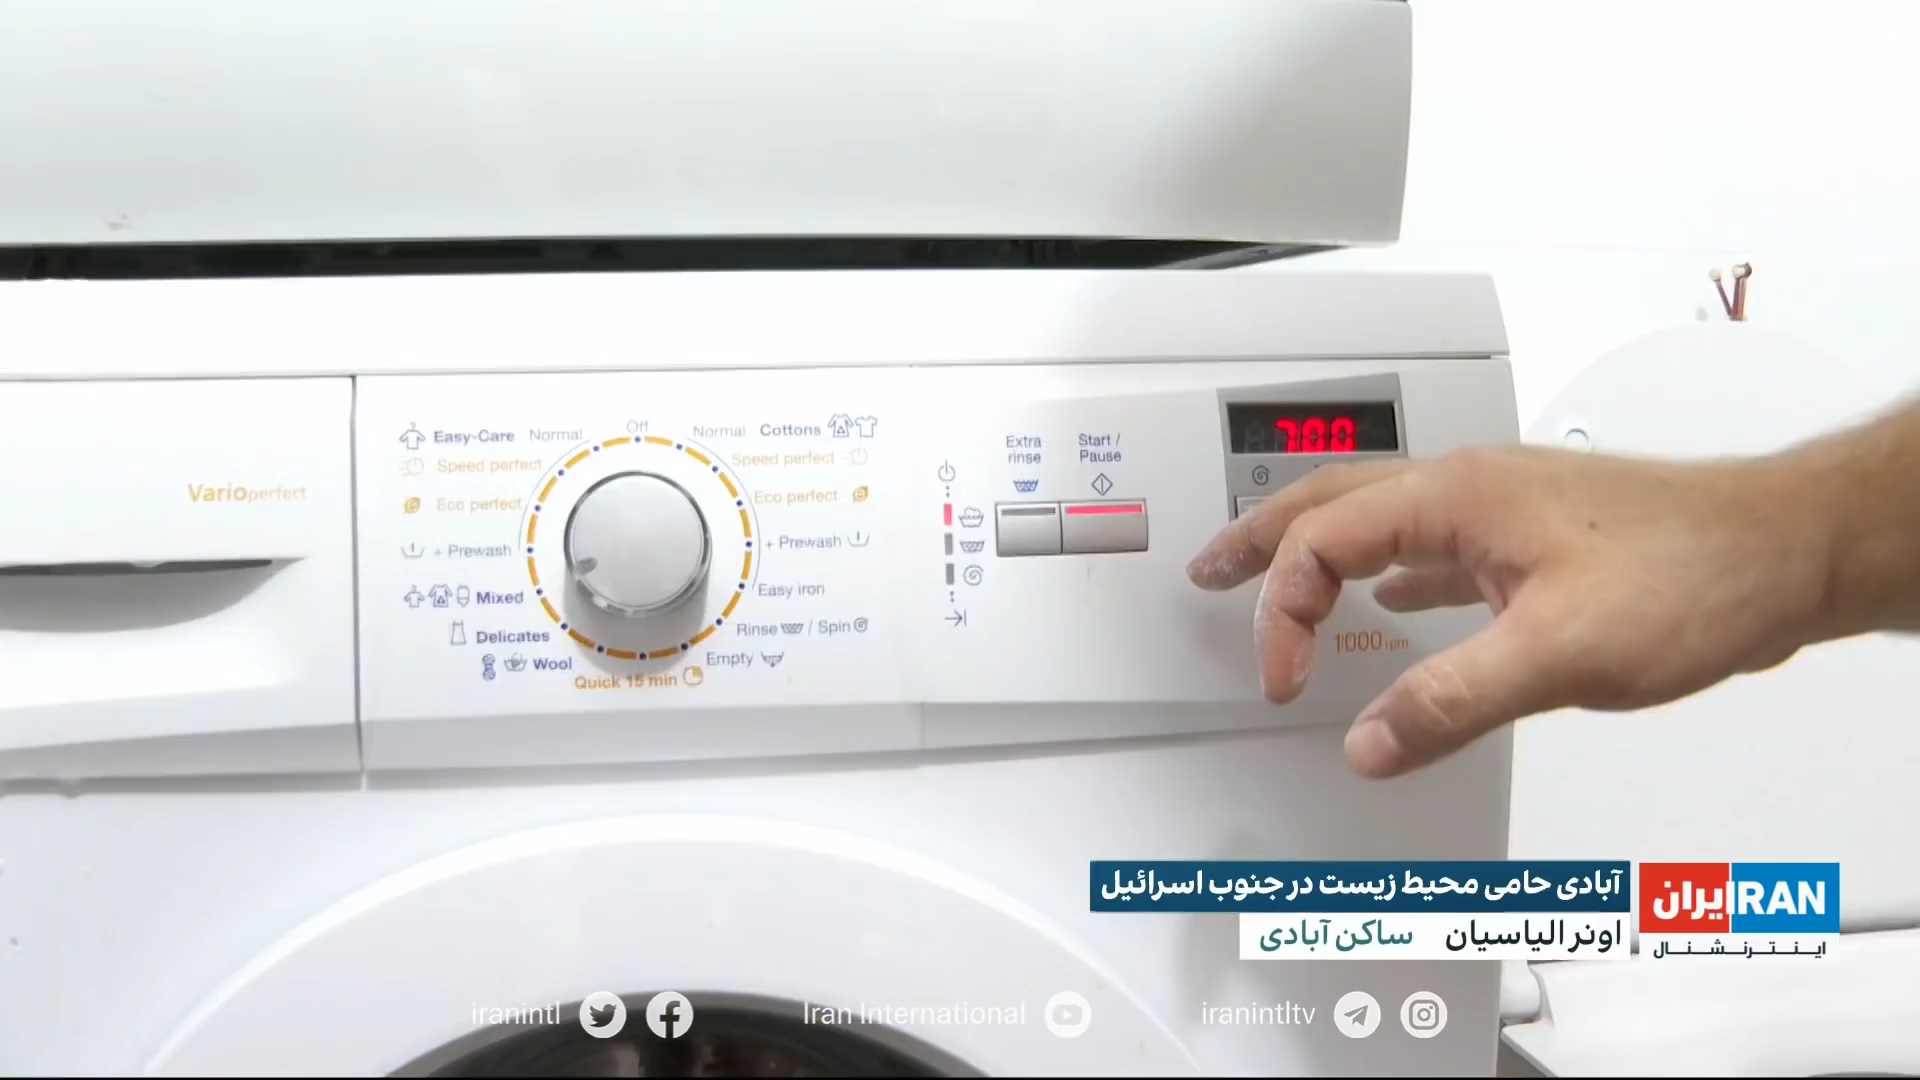 Varioperfect
Easy-Care Normal
Speed perfect
Eco perfect
+ Prewash
Mixed
Delicates
Wool
Quick 15 min
Off
Normal Cottons
Speed perfect
Eco perfect
+ Prewash
Easy iron
Rinse / Spin
Empty
Extra rinse
Start / Pause
1000 rpm
آبادی حامی محیط زیست در جنوب اسرائیل
اونر الیاسیان ساکن آبادی
ایران IRAN
اینترنشنال
iranintl
Iran International
iranintltv